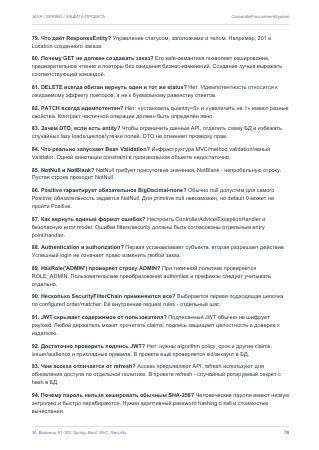 JAVA / SPRING / ЗАЩИТА ПРОЕКТА
CorporateProcurementSystem
79. Что даёт ResponseEntity? Управление статусом, заголовками и телом. Например, 201 и
Location созданного заказа.
80. Почему GET не должен создавать заказ? Его safe-семантика позволяет кеширование,
предварительное чтение и повторы без ожидания бизнес-изменений. Создание лучше выражать
соответствующей командой.
81. DELETE всегда обязан вернуть один и тот же status? Нет. Идемпотентность относится к
ожидаемому эффекту повторов, а не к буквальному равенству ответов.
82. PATCH всегда идемпотентен? Нет: «установить quantity=5» и «увеличить на 1» имеют разные
свойства. Контракт частичной операции должен быть определён явно.
83. Зачем DTO, если есть entity? Чтобы ограничить данные API, отделить схему БД и избежать
случайных lazy loads/циклов/утечки полей. DTO не отменяет проверку прав.
84. Что реально запускает Bean Validation? Инфраструктура MVC/method validation/явный
Validator. Одной аннотации constraint в произвольном объекте недостаточно.
85. NotNull и NotBlank? NotNull требует присутствие значения, NotBlank - непробельную строку.
Пустая строка проходит NotNull.
86. Positive гарантирует обязательное BigDecimal-поле? Обычно null допустим для самого
Positive; обязательность задаётся NotNull. Для primitive null невозможен, но default 0 может не
пройти Positive.
87. Как вернуть единый формат ошибок? Настроить ControllerAdvice/ExceptionHandler и
безопасную error model. Ошибки filters/security должны быть согласованы отдельным entry
point/handler.
88. Authentication и authorization? Первая устанавливает субъекта, вторая разрешает действие.
Успешный login не означает право изменять любой заказ.
89. HasRole('ADMIN') проверяет строку ADMIN? При типичной политике проверяется
ROLE_ADMIN. Пользовательские преобразования authorities и префиксы следует учитывать
отдельно.
90. Несколько SecurityFilterChain применяются все? Выбирается первая подходящая цепочка
по configured order/matcher. Её внутренние request rules - отдельный шаг.
91. JWT скрывает содержимое от пользователя? Подписанный JWT обычно не шифрует
payload. Любой держатель может прочитать claims; подпись защищает целостность и доверие к
издателю.
92. Достаточно проверить подпись JWT? Нет: нужны algorithm policy, срок и другие claims,
issuer/audience и прикладные правила. В проекте ещё проверяется sid/аккаунт в БД.
93. Чем access отличается от refresh? Access предъявляют API, refresh используют для
обновления доступа по отдельной политике. В проекте refresh - случайный ротируемый секрет с
hash в БД.
94. Почему пароль нельзя хешировать обычным SHA-256? Человеческие пароли имеют низкую
энтропию и быстро перебираются. Нужен адаптивный password hashing с salt и стоимостью
вычисления.
34. Вопросы 51-100: Spring, Boot, MVC, Security
78